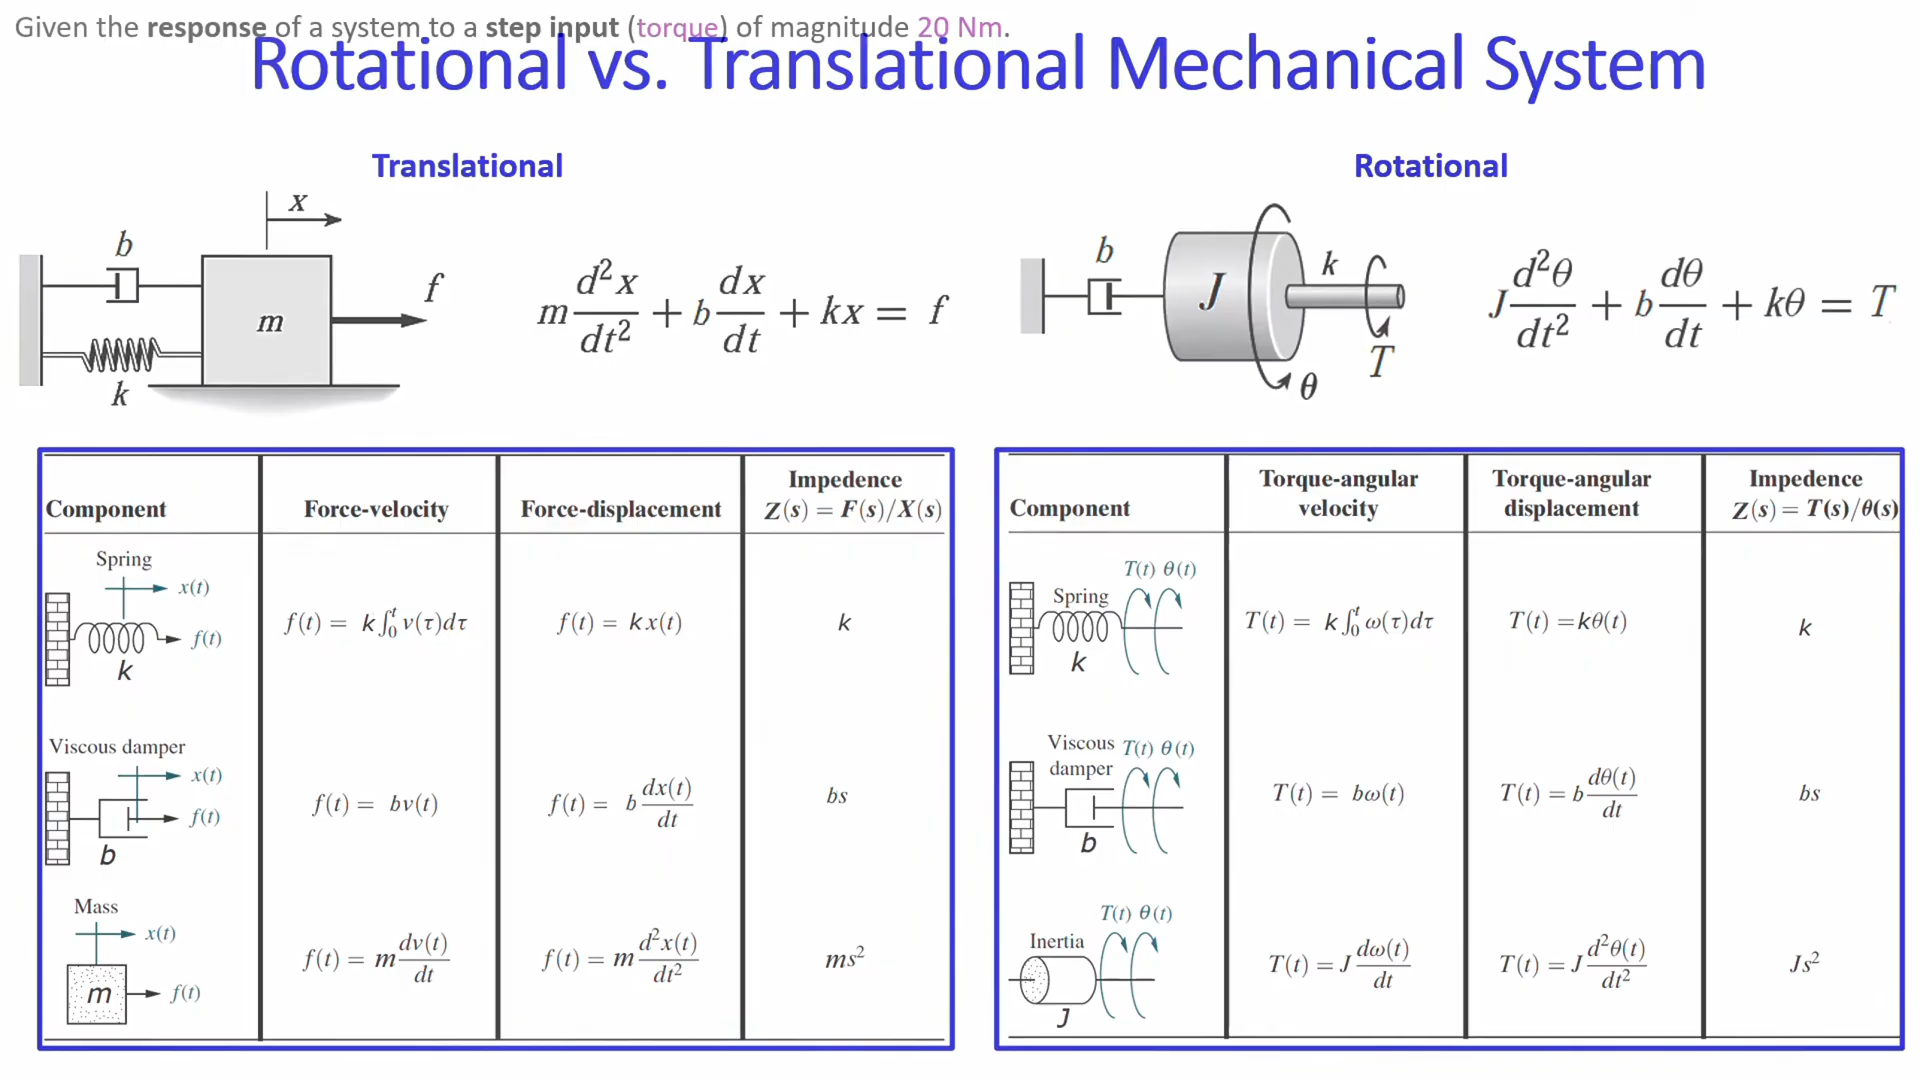 Given the response of a system to a step input (torque) of magnitude 20 Nm.
Rotational vs. Translational Mechanical System
Translational
x
b
m
f
k
m d²x/dt² + b dx/dt + kx = f
Rotational
b
J
k
T
θ
J d²θ/dt² + b dθ/dt + kθ = T
Component Force-velocity Force-displacement Impedence Z(s) = F(s)/X(s)
Spring
x(t)
f(t)
k
f(t) = k∫₀ᵗ v(τ)dτ
f(t) = kx(t)
k
Viscous damper
x(t)
f(t)
b
f(t) = bv(t)
f(t) = b dx(t)/dt
bs
Mass
x(t)
m
f(t)
f(t) = m dv(t)/dt
f(t) = m d²x(t)/dt²
ms²
Component Torque-angular velocity Torque-angular displacement Impedence Z(s) = T(s)/θ(s)
T(t) θ(t)
Spring
k
T(t) = k∫₀ᵗ ω(τ)dτ
T(t) =kθ(t)
k
Viscous damper
T(t) θ(t)
b
T(t) = bω(t)
T(t) = b dθ(t)/dt
bs
T(t) θ(t)
Inertia
J
T(t) = J dω(t)/dt
T(t) = J d²θ(t)/dt²
Js²